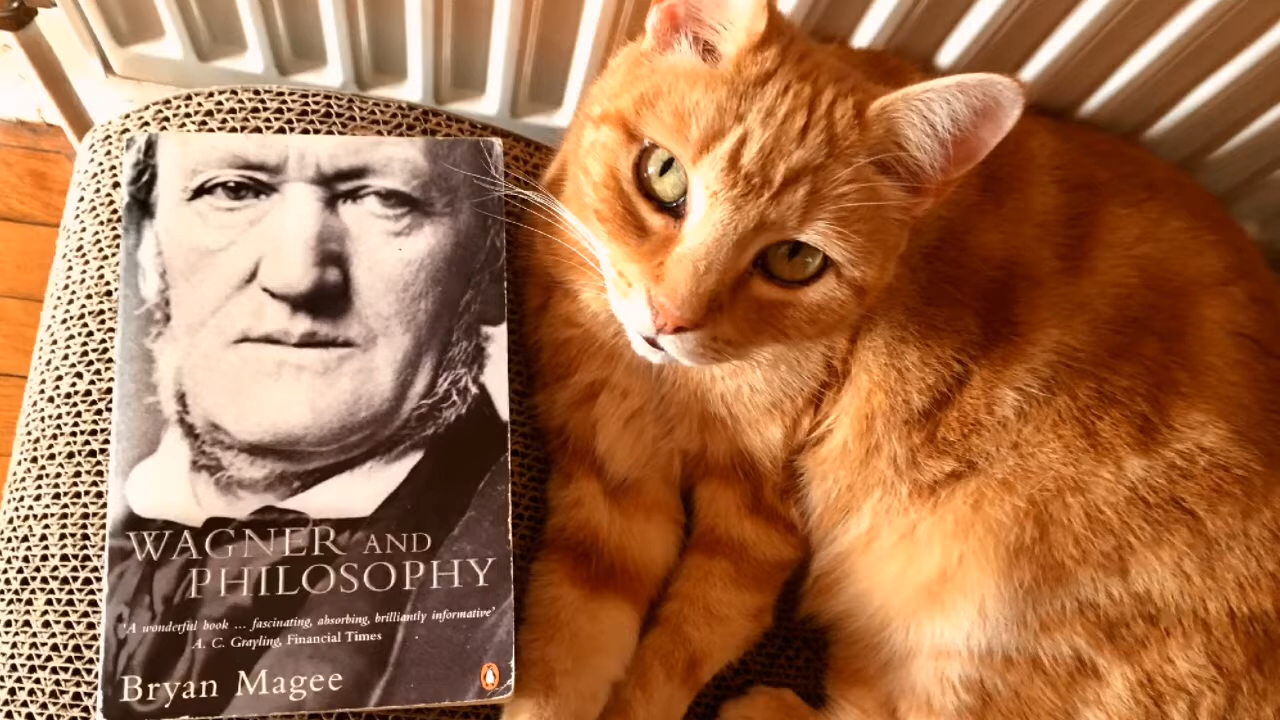 WAGNER AND
PHILOSOPHY
'A wonderful book ... fascinating, absorbing, brilliantly informative'
A. C. Grayling, Financial Times
Bryan Magee